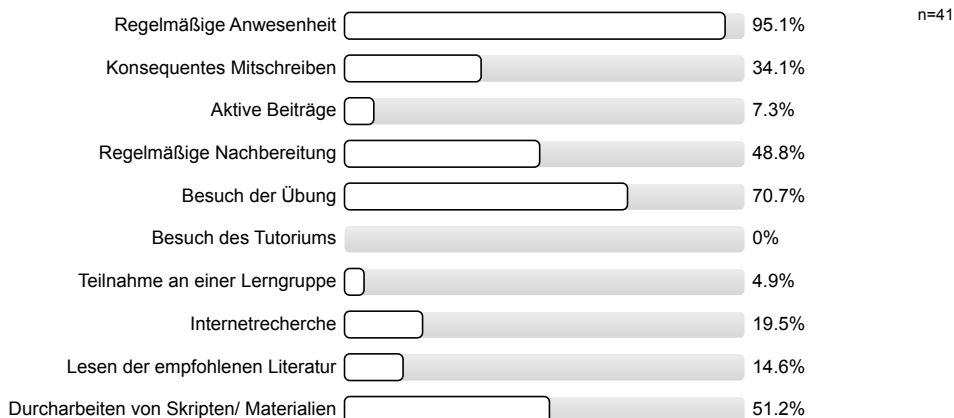 Regelmäßige Anwesenheit 95.1% n=41
Konsequentes Mitschreiben 34.1%
Aktive Beiträge 7.3%
Regelmäßige Nachbereitung 48.8%
Besuch der Übung 70.7%
Besuch des Tutoriums 0%
Teilnahme an einer Lerngruppe 4.9%
Internetrecherche 19.5%
Lesen der empfohlenen Literatur 14.6%
Durcharbeiten von Skripten/ Materialien 51.2%